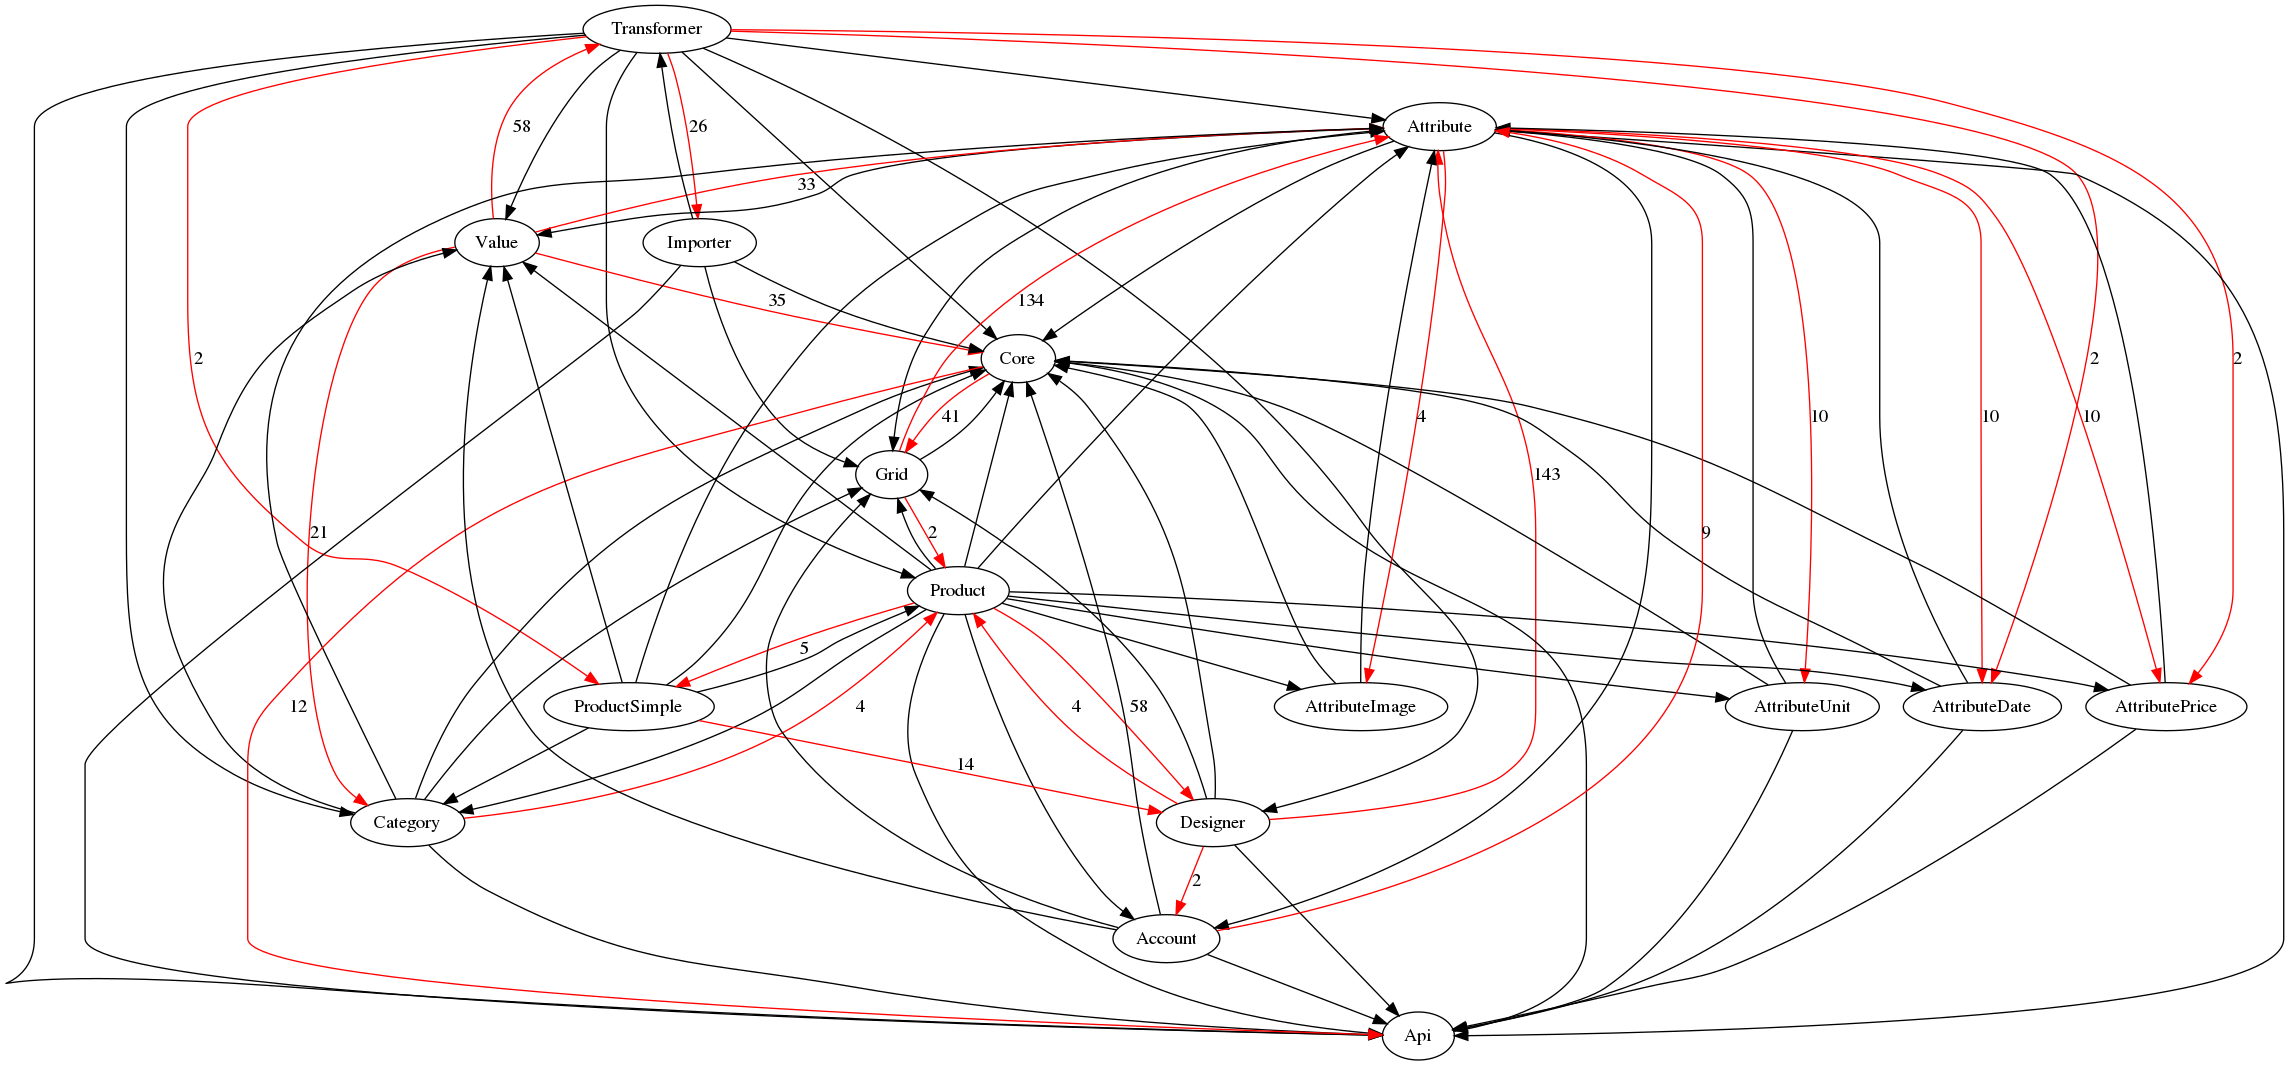 Transformer
58
26
Attribute
33
Value
Importer
35
134
2
Core
2
2
41
4
10
10
10
Grid
143
21
2
9
Product
5
12
ProductSimple
4
4
58
AttributeImage
AttributeUnit
AttributeDate
AttributePrice
14
Category
Designer
2
Account
Api